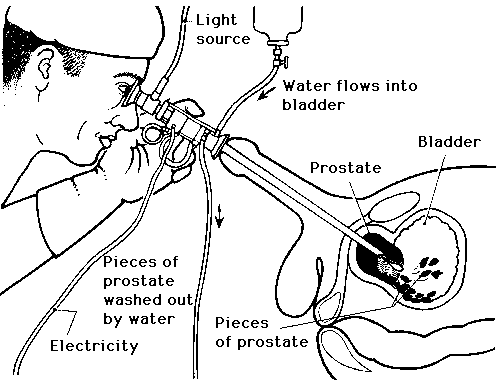 Light
source
Water flows into
bladder
Bladder
Prostate
Pieces of
prostate
washed out
by water
Pieces
of prostate
Electricity